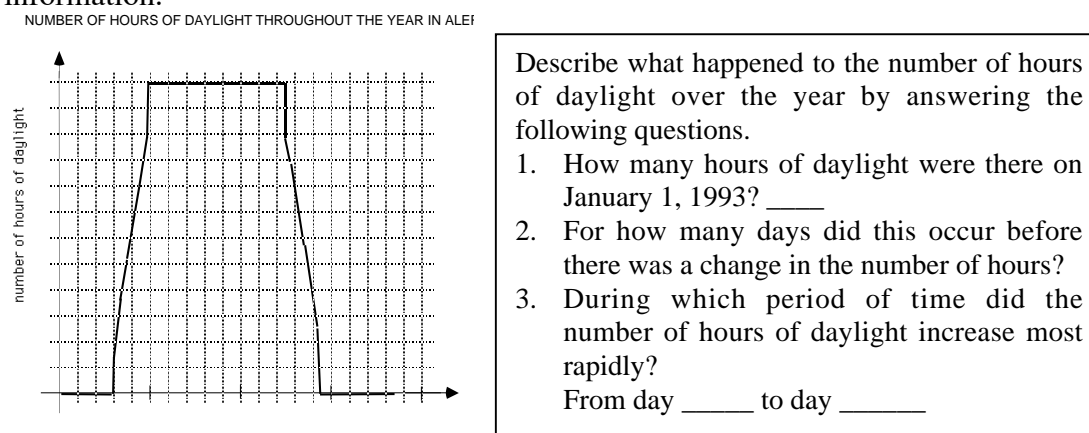 information.
NUMBER OF HOURS OF DAYLIGHT THROUGHOUT THE YEAR IN
number of hours of daylight
Describe what happened to the number of hours
of daylight over the year by answering the
following questions.
1. How many hours of daylight were there on
January 1, 1993? ____
2. For how many days did this occur before
there was a change in the number of hours?
3. During which period of time did the
number of hours of daylight increase most
rapidly?
From day _____ to day ______